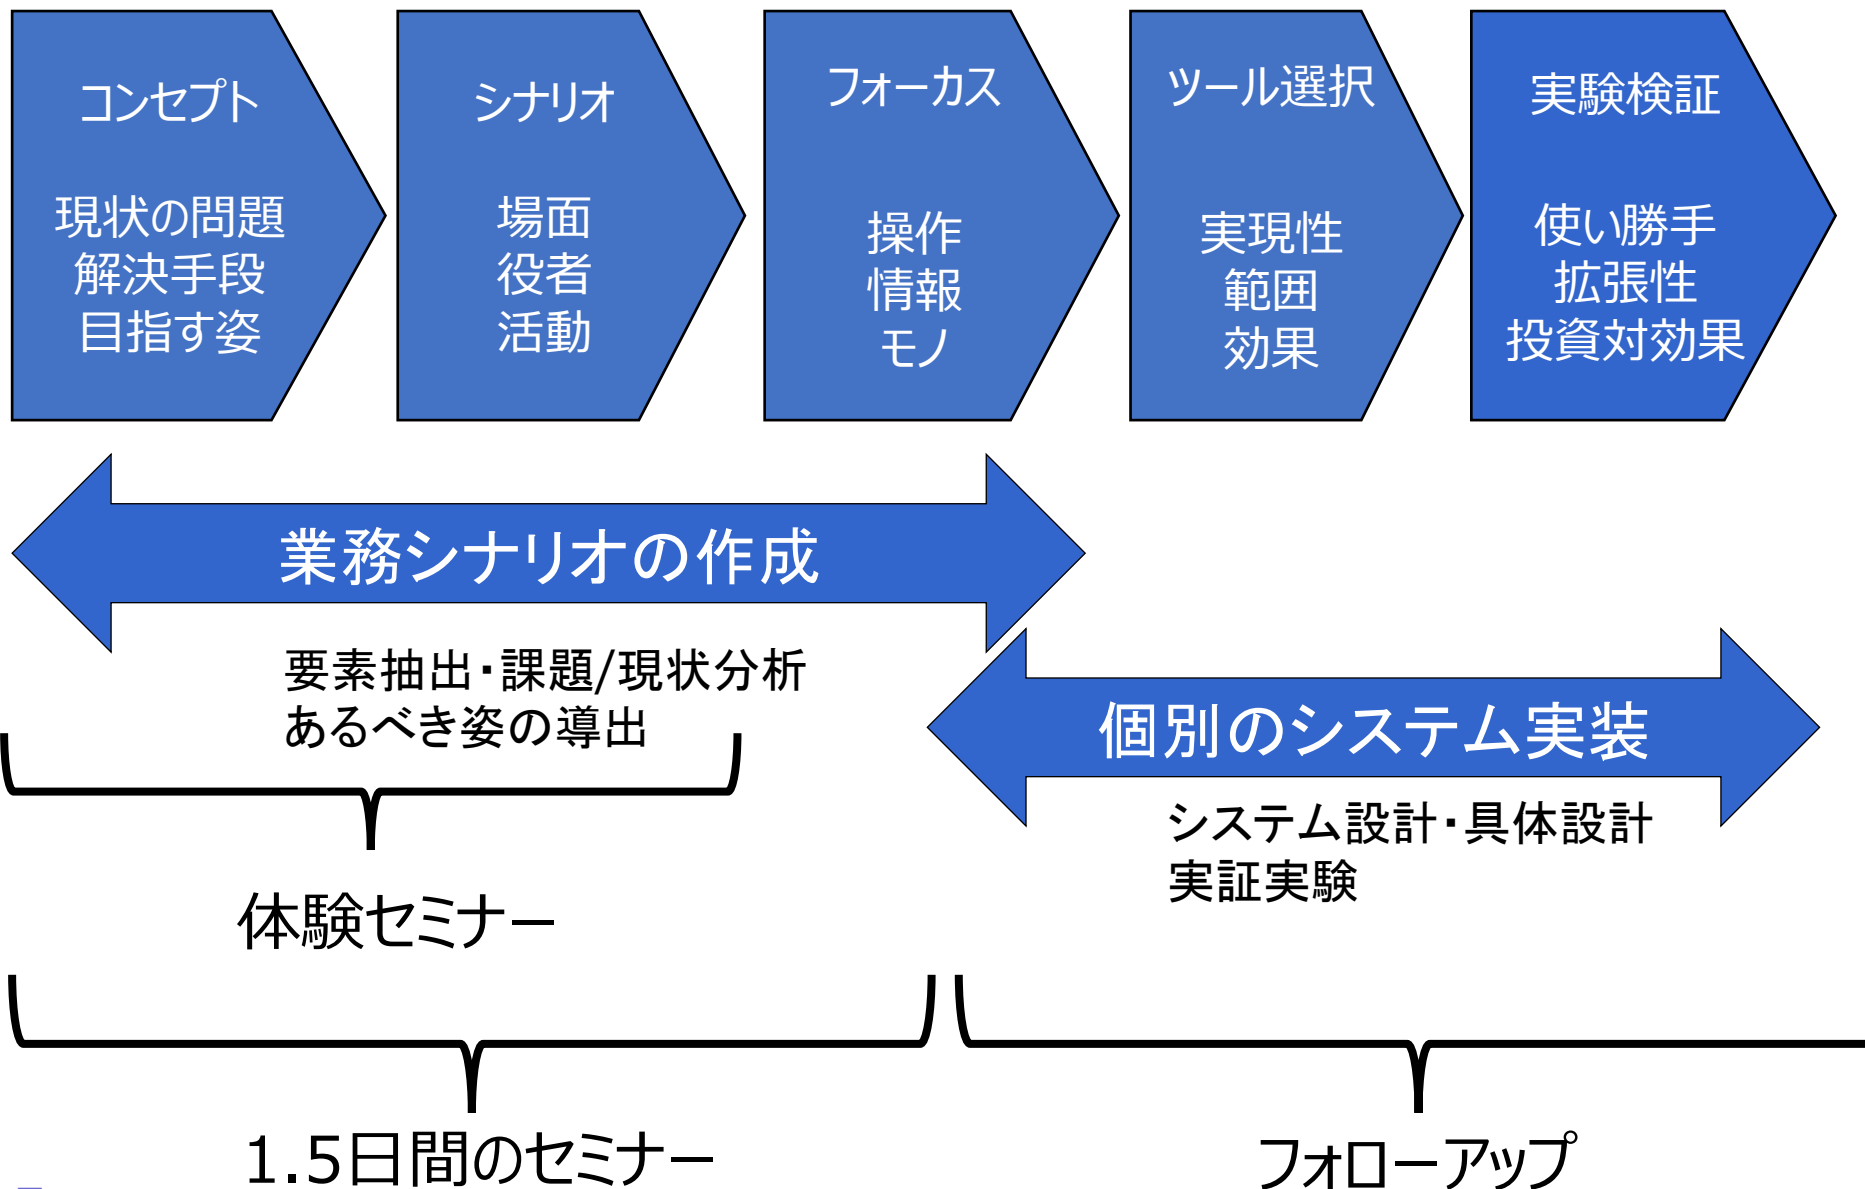 コンセプト
現状の問題
解決手段
目指す姿
シナリオ
場面
役者
活動
フォーカス
操作
情報
モノ
ツール選択
実現性
範囲
効果
実験検証
使い勝手
拡張性
投資対効果
業務シナリオの作成
要素抽出・課題/現状分析
あるべき姿の導出
個別のシステム実装
システム設計・具体設計
実証実験
体験セミナー
1.5日間のセミナー
フォローアップ